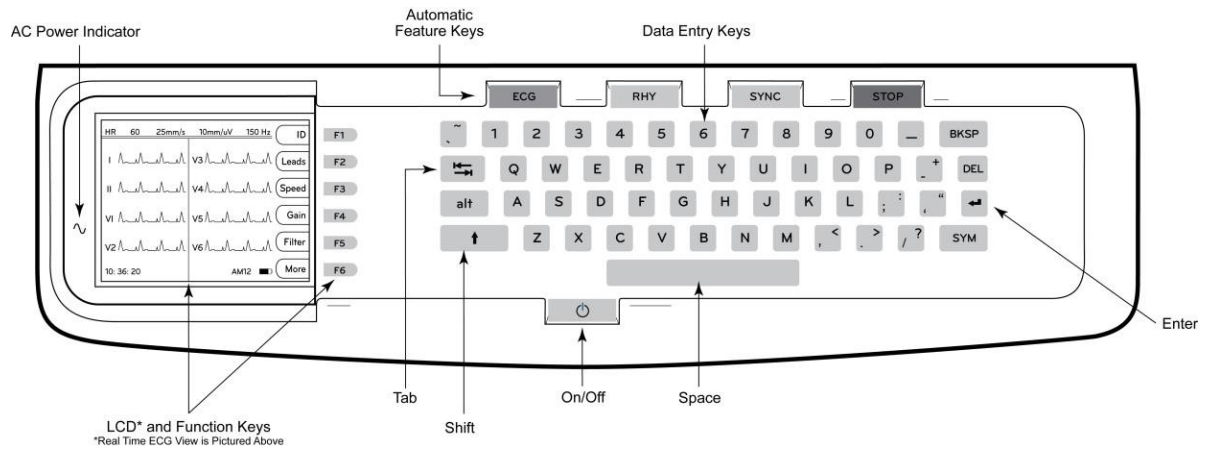 AC Power Indicator
Automatic
Feature Keys
Data Entry Keys
ECG
RHY
SYNC
STOP
HR 60 25mm/s 10mm/uV 150 Hz ID
I V3 Leads
II V4 Speed
VI V5 Gain
V2 V6 Filter
10: 36: 20 AM12 More
F1
F2
F3
F4
F5
F6
~ ` 1 2 3 4 5 6 7 8 9 0 _ BKSP
Q W E R T Y U I O P - + DEL
alt A S D F G H J K L ; : ‚ “
Z X C V B N M , < . > / ? SYM
Enter
Tab
On/Off
Space
Shift
LCD* and Function Keys
*Real Time ECG View is Pictured Above